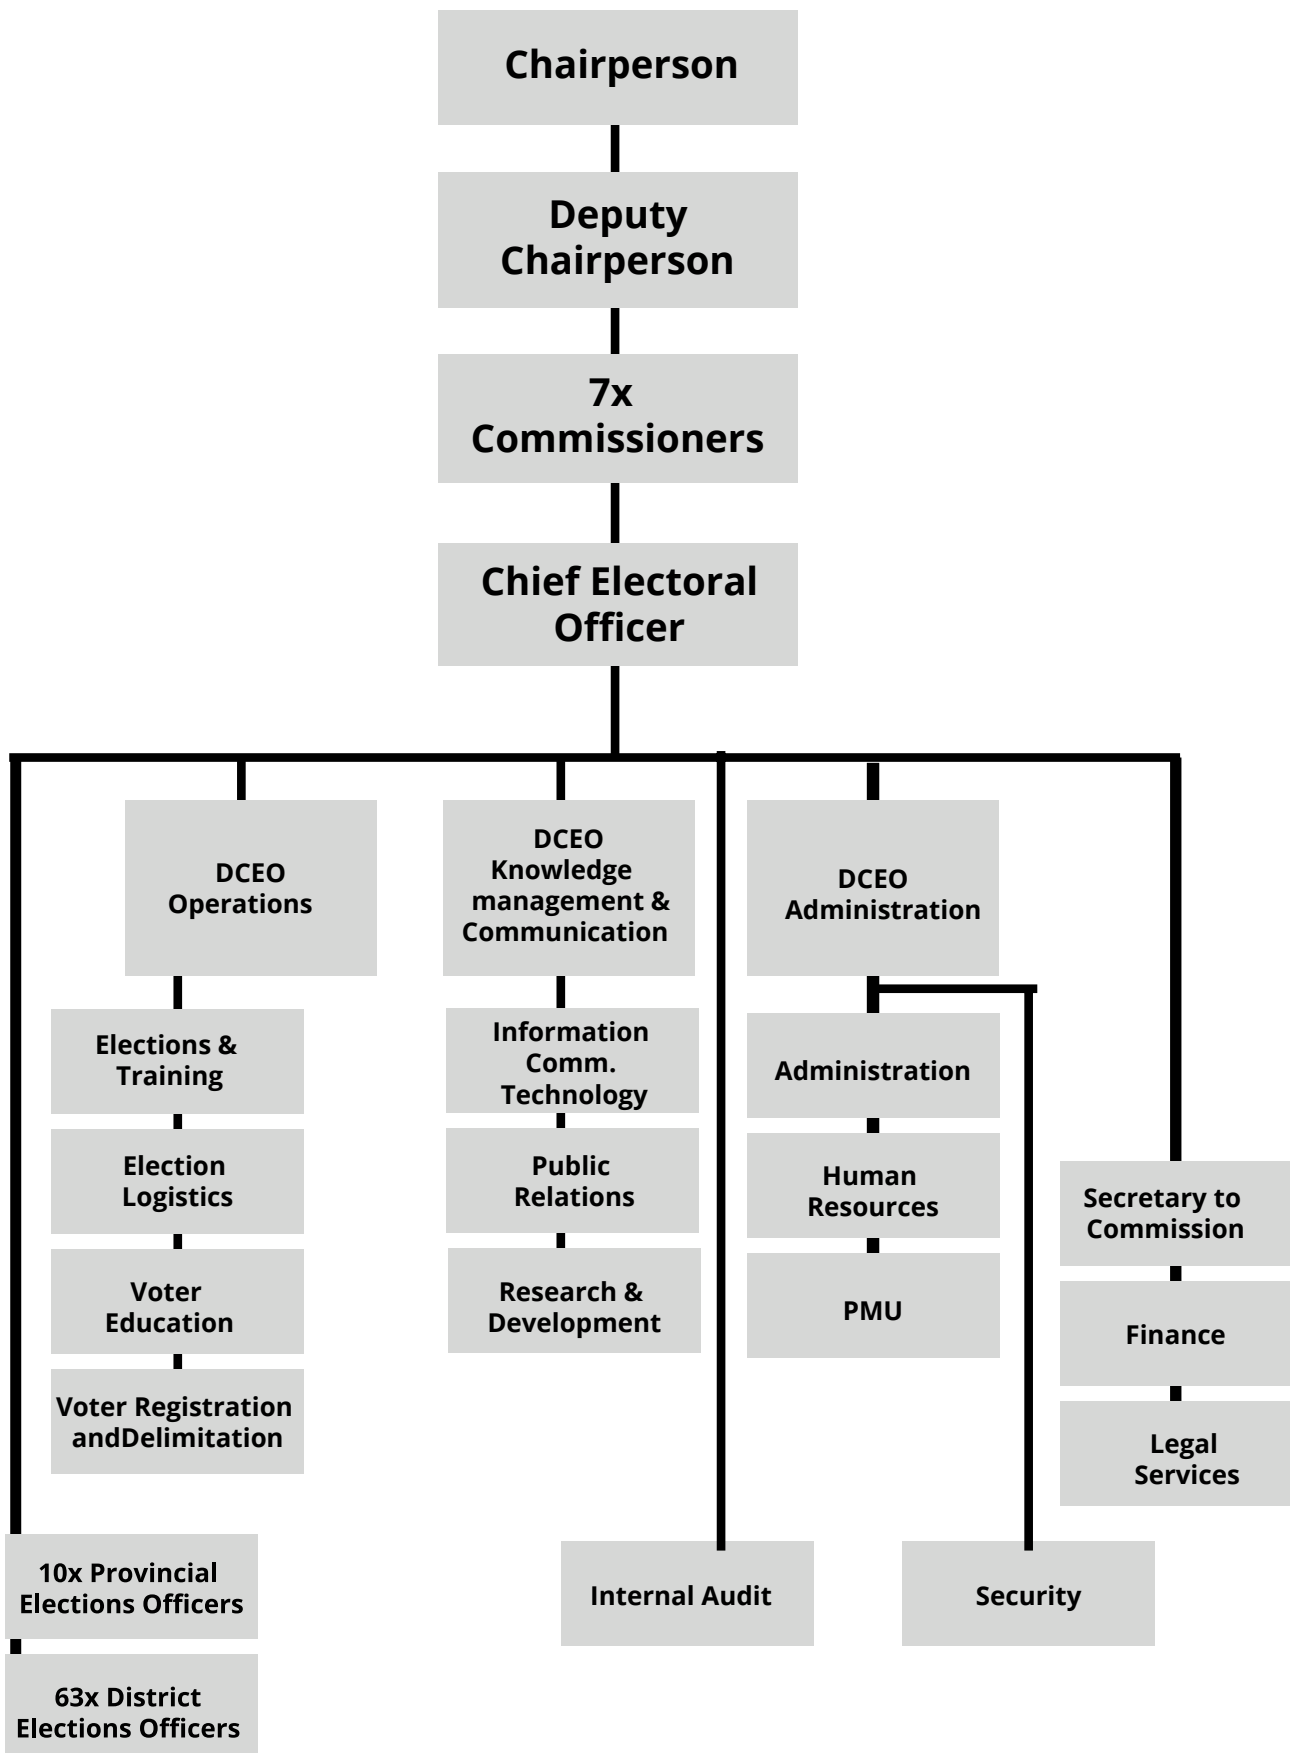 Chairperson
Deputy
Chairperson
7x
Commissioners
Chief Electoral
Officer
DCEO
Operations
DCEO
Knowledge
management &
Communication
DCEO
Administration
Elections &
Training
Election
Logistics
Voter
Education
Voter Registration
andDelimitation
Information
Comm.
Technology
Public
Relations
Research &
Development
Administration
Human
Resources
PMU
Secretary to
Commission
Finance
Legal
Services
10x Provincial
Elections Officers
63x District
Elections Officers
Internal Audit
Security